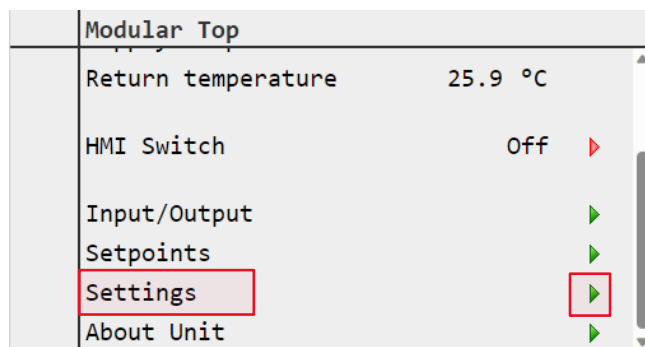 Modular Top
Return temperature 25.9 °C
HMI Switch Off
Input/Output
Setpoints
Settings
About Unit